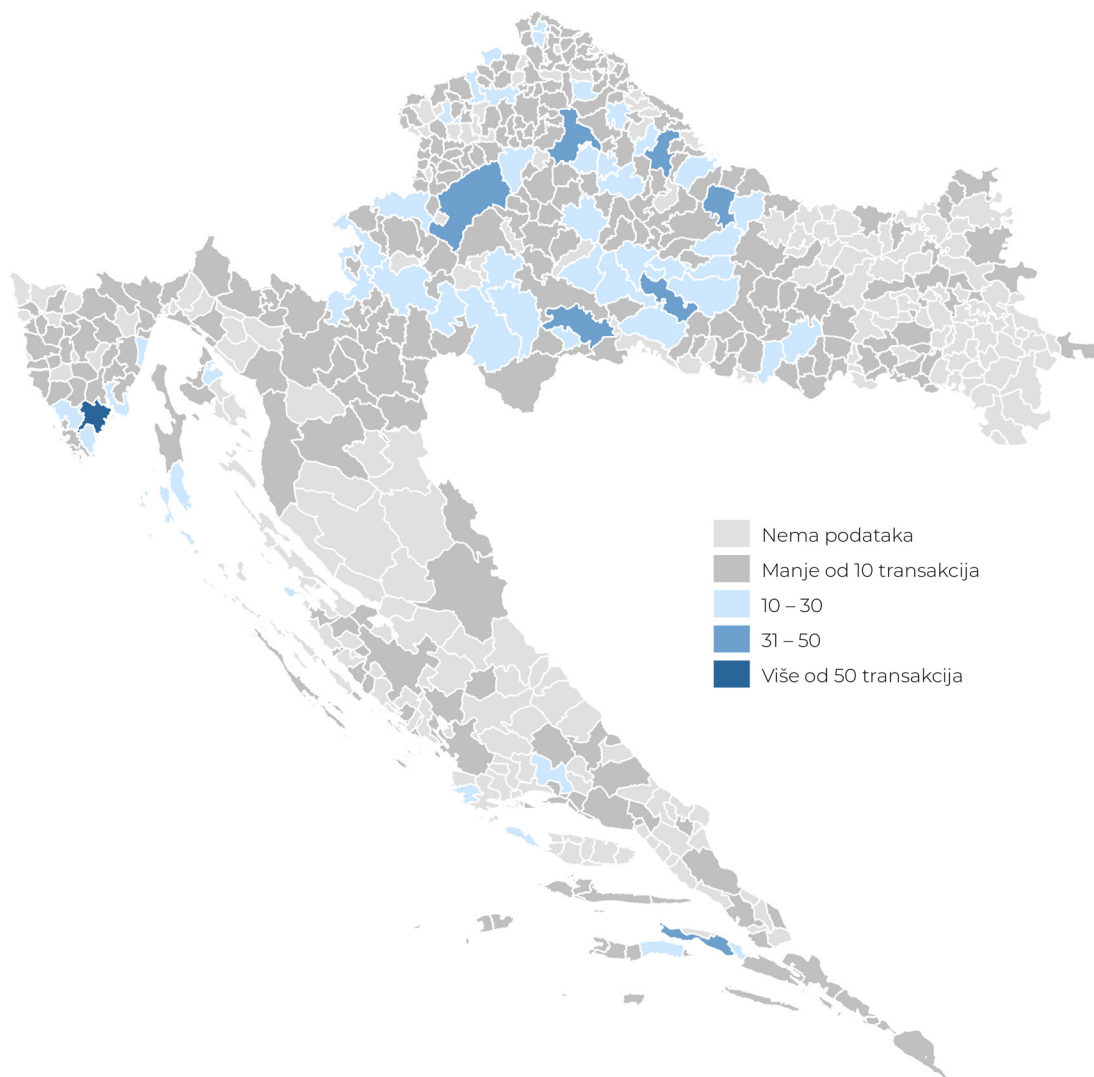 Nema podataka
Manje od 10 transakcija
10 – 30
31 – 50
Više od 50 transakcija